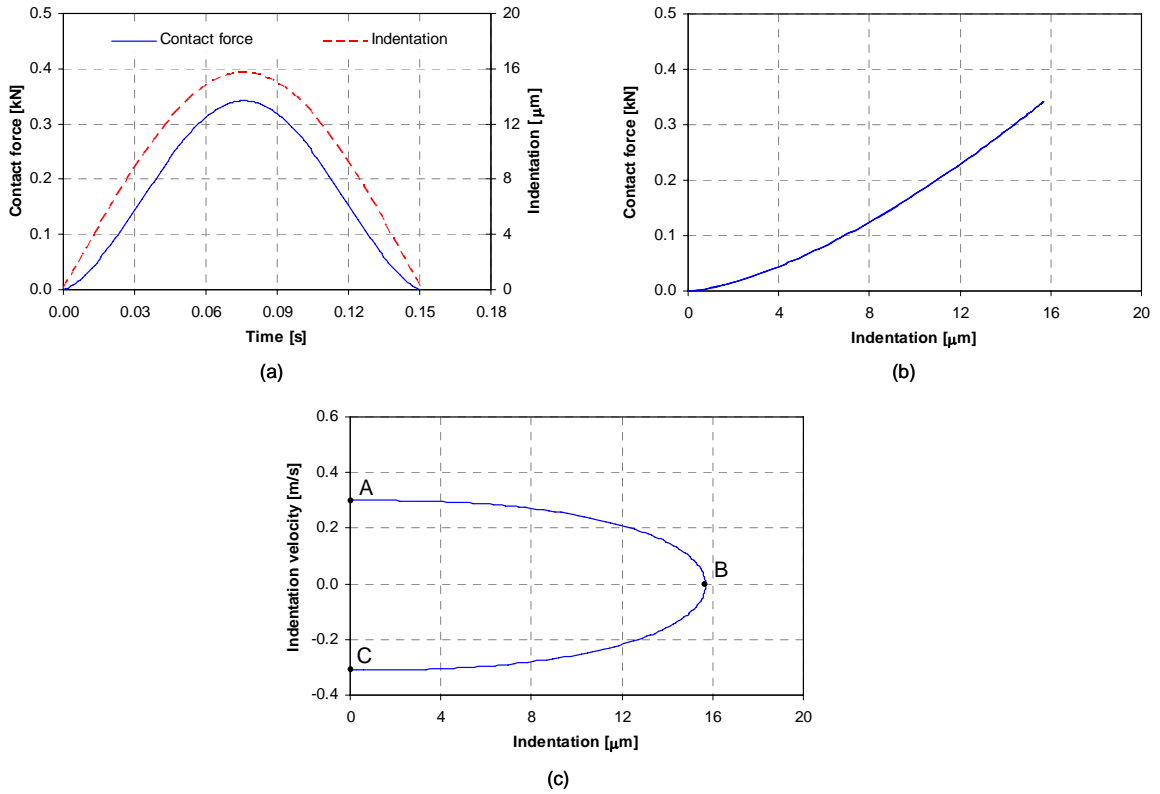 0.5
0.4
0.3
0.2
0.1
0.0
Contact force [kN]
Contact force
Indentation
20
16
12
8
4
0
Indentation [μm]
0.00 0.03 0.06 0.09 0.12 0.15 0.18
Time [s]
(a)
0.5
0.4
0.3
0.2
0.1
0.0
Contact force [kN]
0 4 8 12 16 20
Indentation [μm]
(b)
0.6
0.4
0.2
0.0
-0.2
-0.4
Indentation velocity [m/s]
A
B
C
0 4 8 12 16 20
Indentation [μm]
(c)